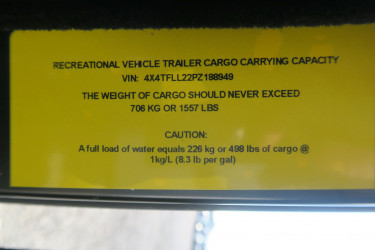 RECREATIONAL VEHICLE TRAILER CARGO CARRYING CAPACITY
VIN: 4X4TFLL22PZ188949
THE WEIGHT OF CARGO SHOULD NEVER EXCEED
706 KG OR 1557 LBS
CAUTION:
A full load of water equals 226 kg or 498 lbs of cargo @
1kg/L (8.3 lb per gal)